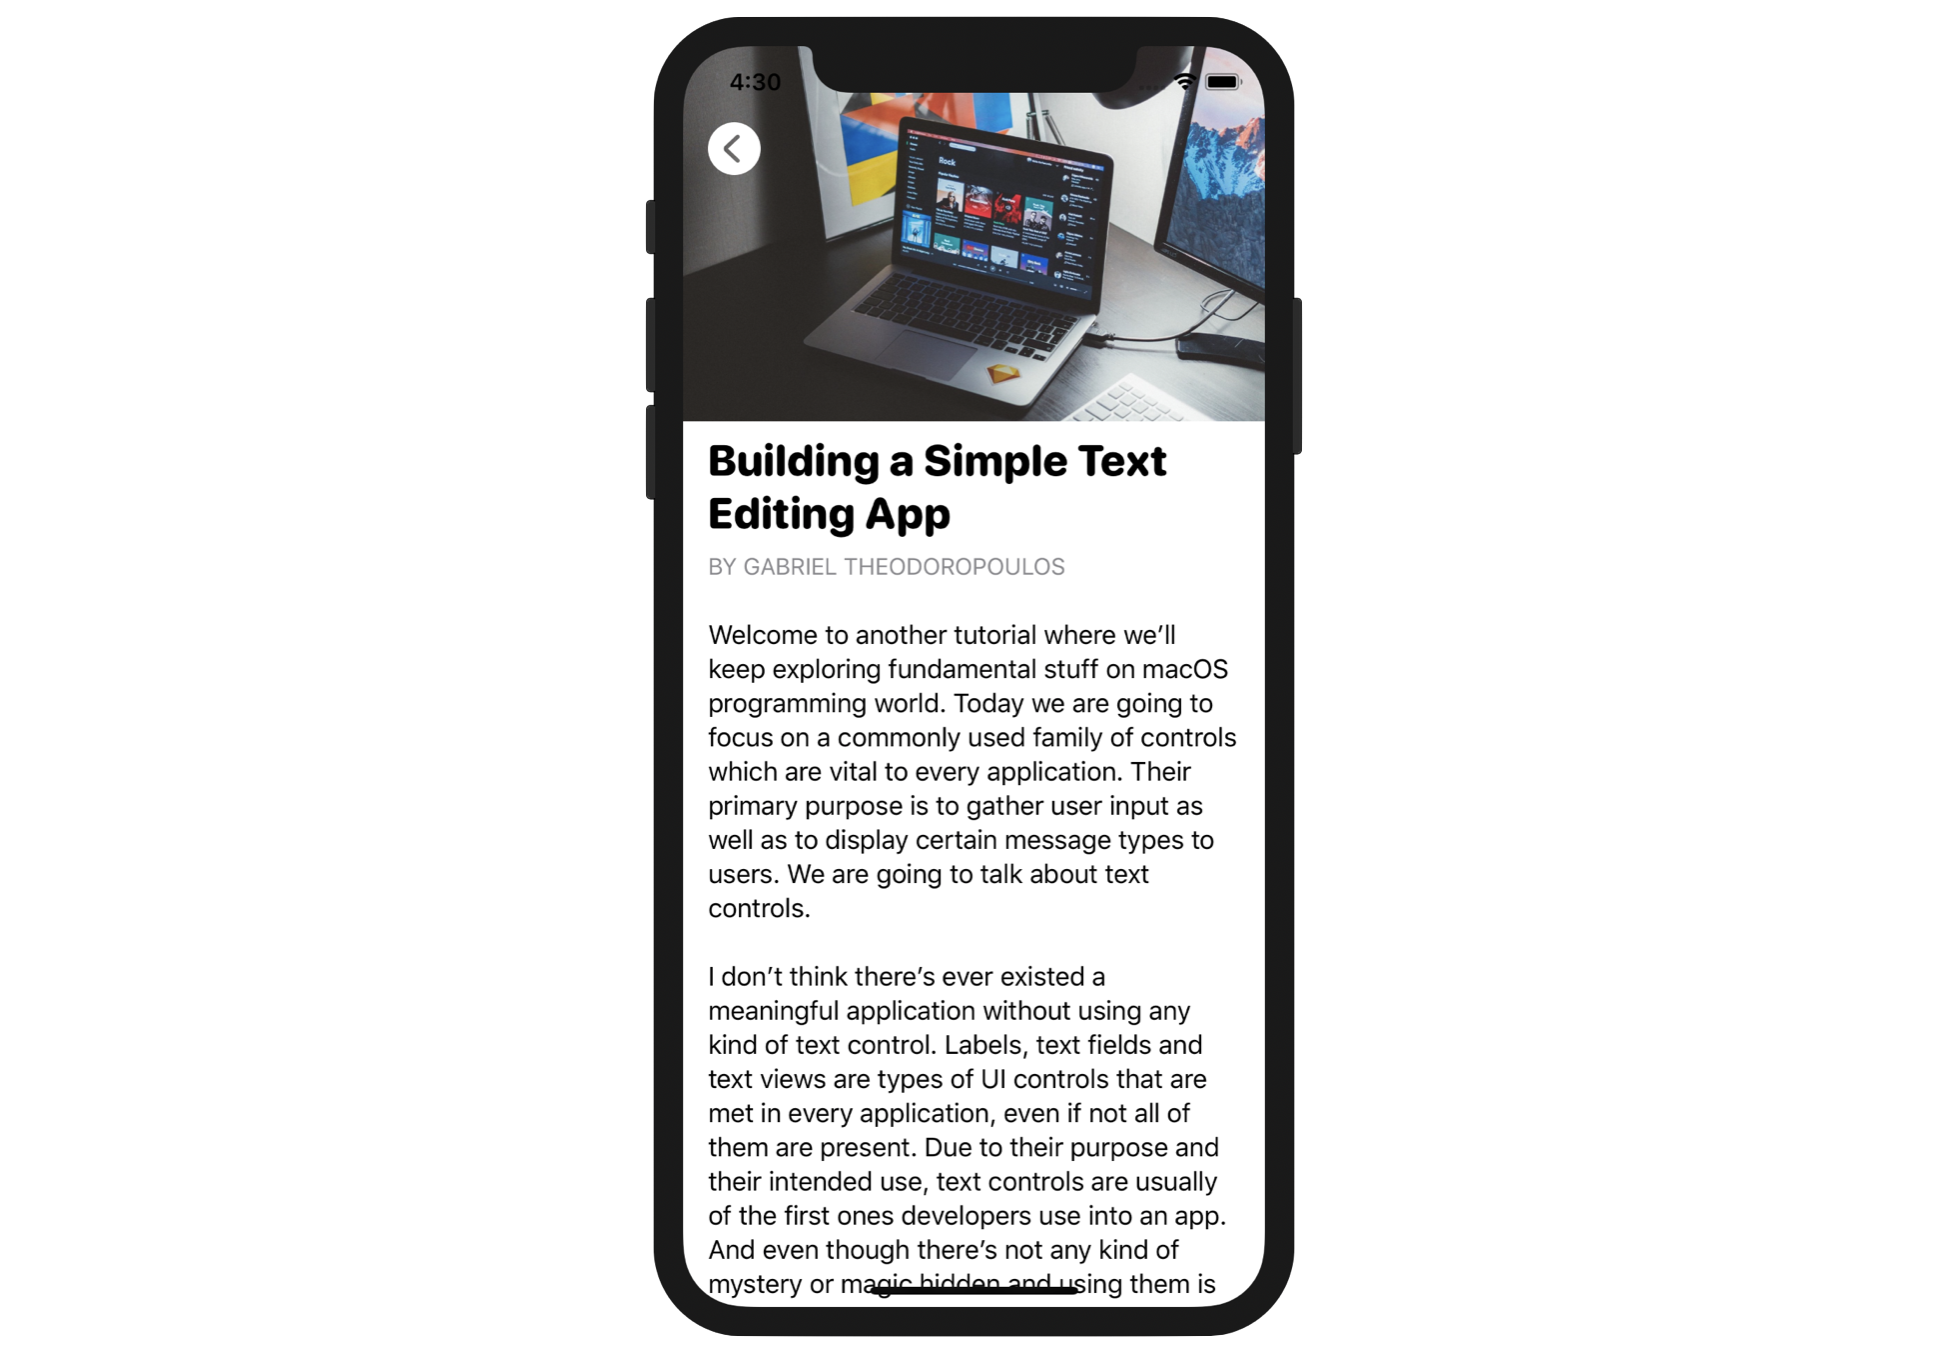 4:30
Rock
Building a Simple Text
Editing App
BY GABRIEL THEODOROPOULOS
Welcome to another tutorial where we’ll
keep exploring fundamental stuff on macOS
programming world. Today we are going to
focus on a commonly used family of controls
which are vital to every application. Their
primary purpose is to gather user input as
well as to display certain message types to
users. We are going to talk about text
controls.
I don’t think there’s ever existed a
meaningful application without using any
kind of text control. Labels, text fields and
text views are types of UI controls that are
met in every application, even if not all of
them are present. Due to their purpose and
their intended use, text controls are usually
of the first ones developers use into an app.
And even though there’s not any kind of
mystery or magic hidden and using them is